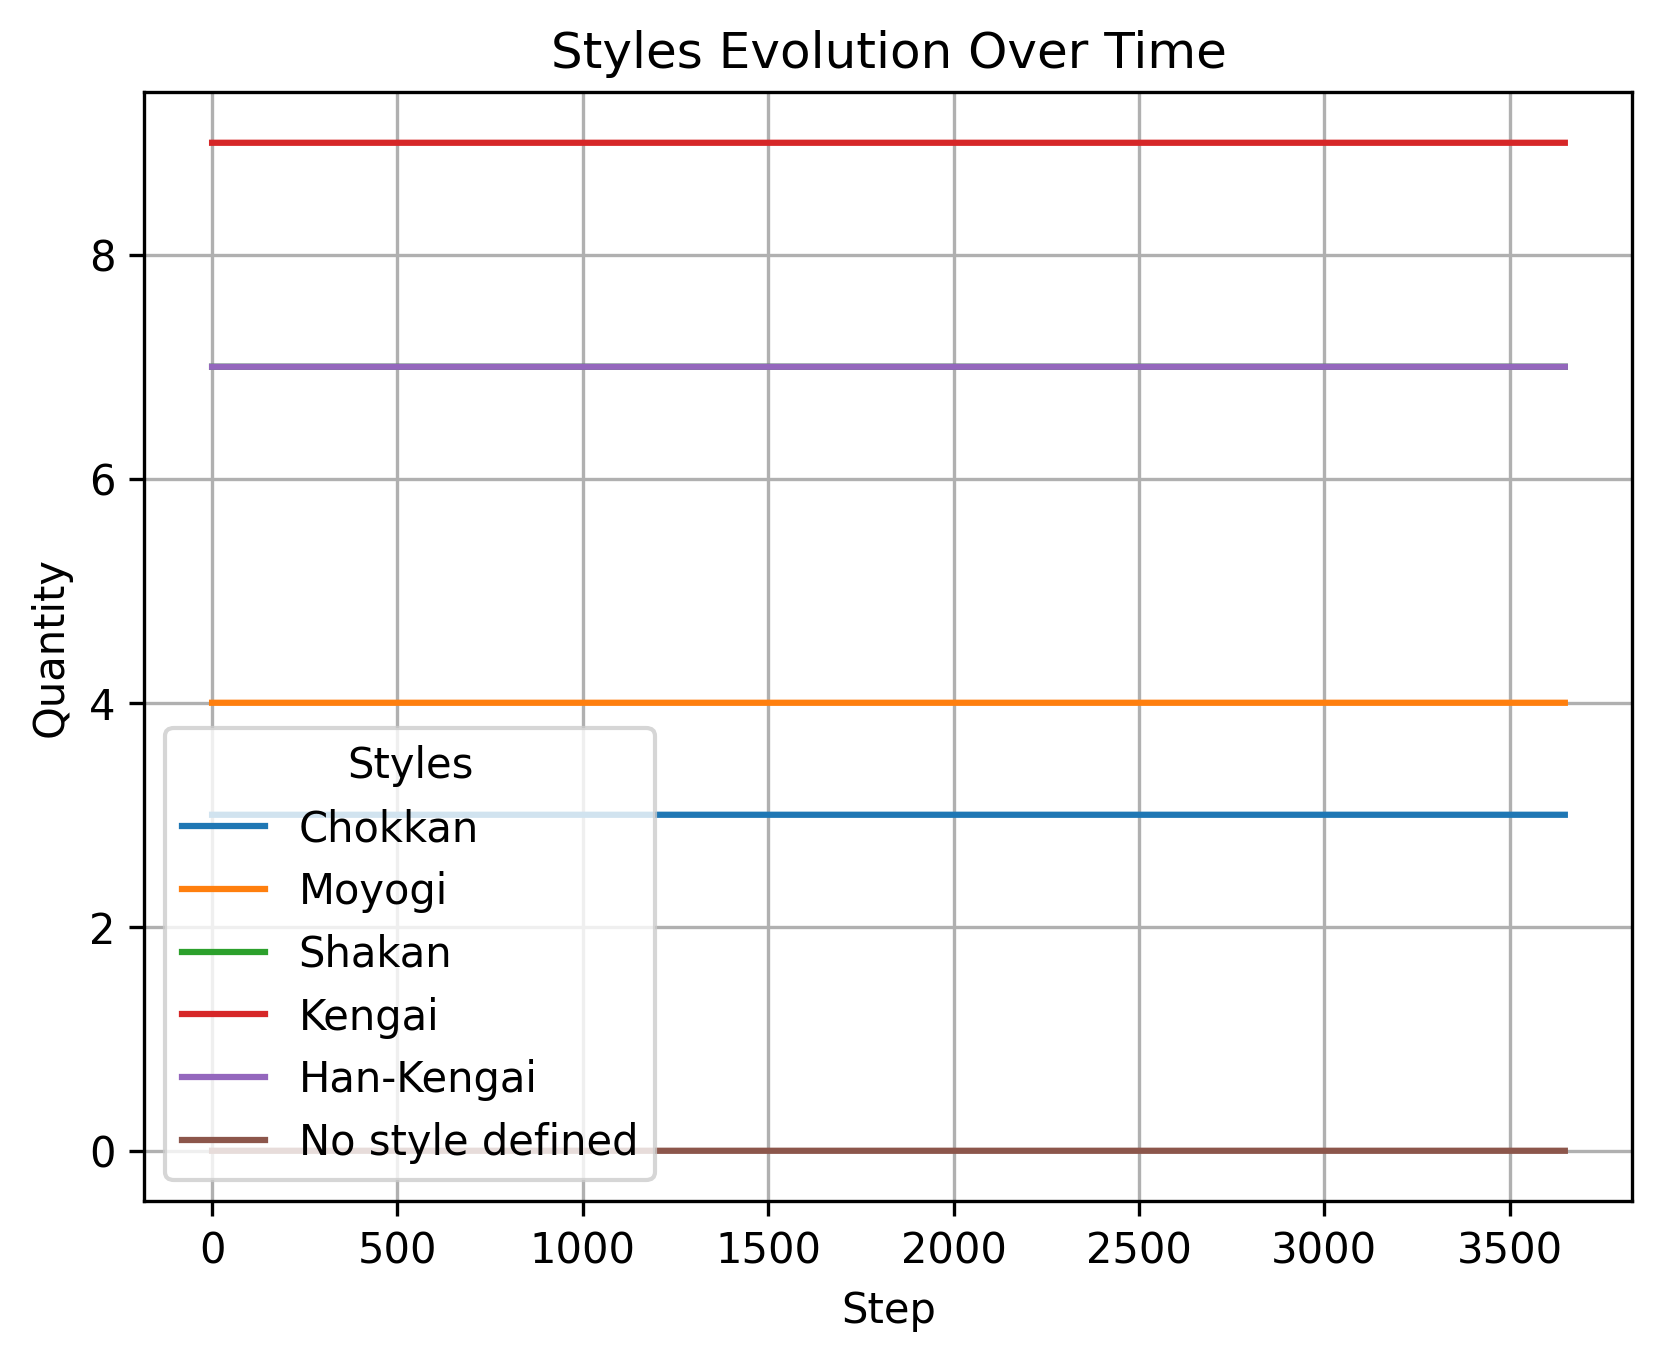 Styles Evolution Over Time
8
6
4
2
0
Quantity
Styles
Chokkan
Moyogi
Shakan
Kengai
Han-Kengai
No style defined
0 500 1000 1500 2000 2500 3000 3500
Step